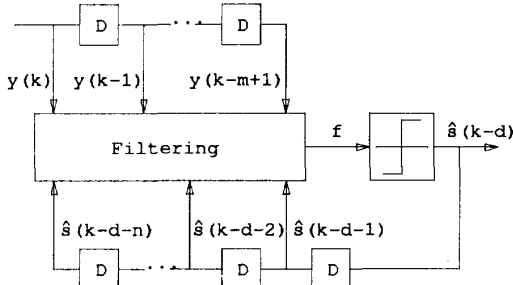 D ··· D
y(k) y(k-1) y(k-m+1)
Filtering f ŝ(k-d)
ŝ(k-d-n) ŝ(k-d-2) ŝ(k-d-1)
D ··· D D